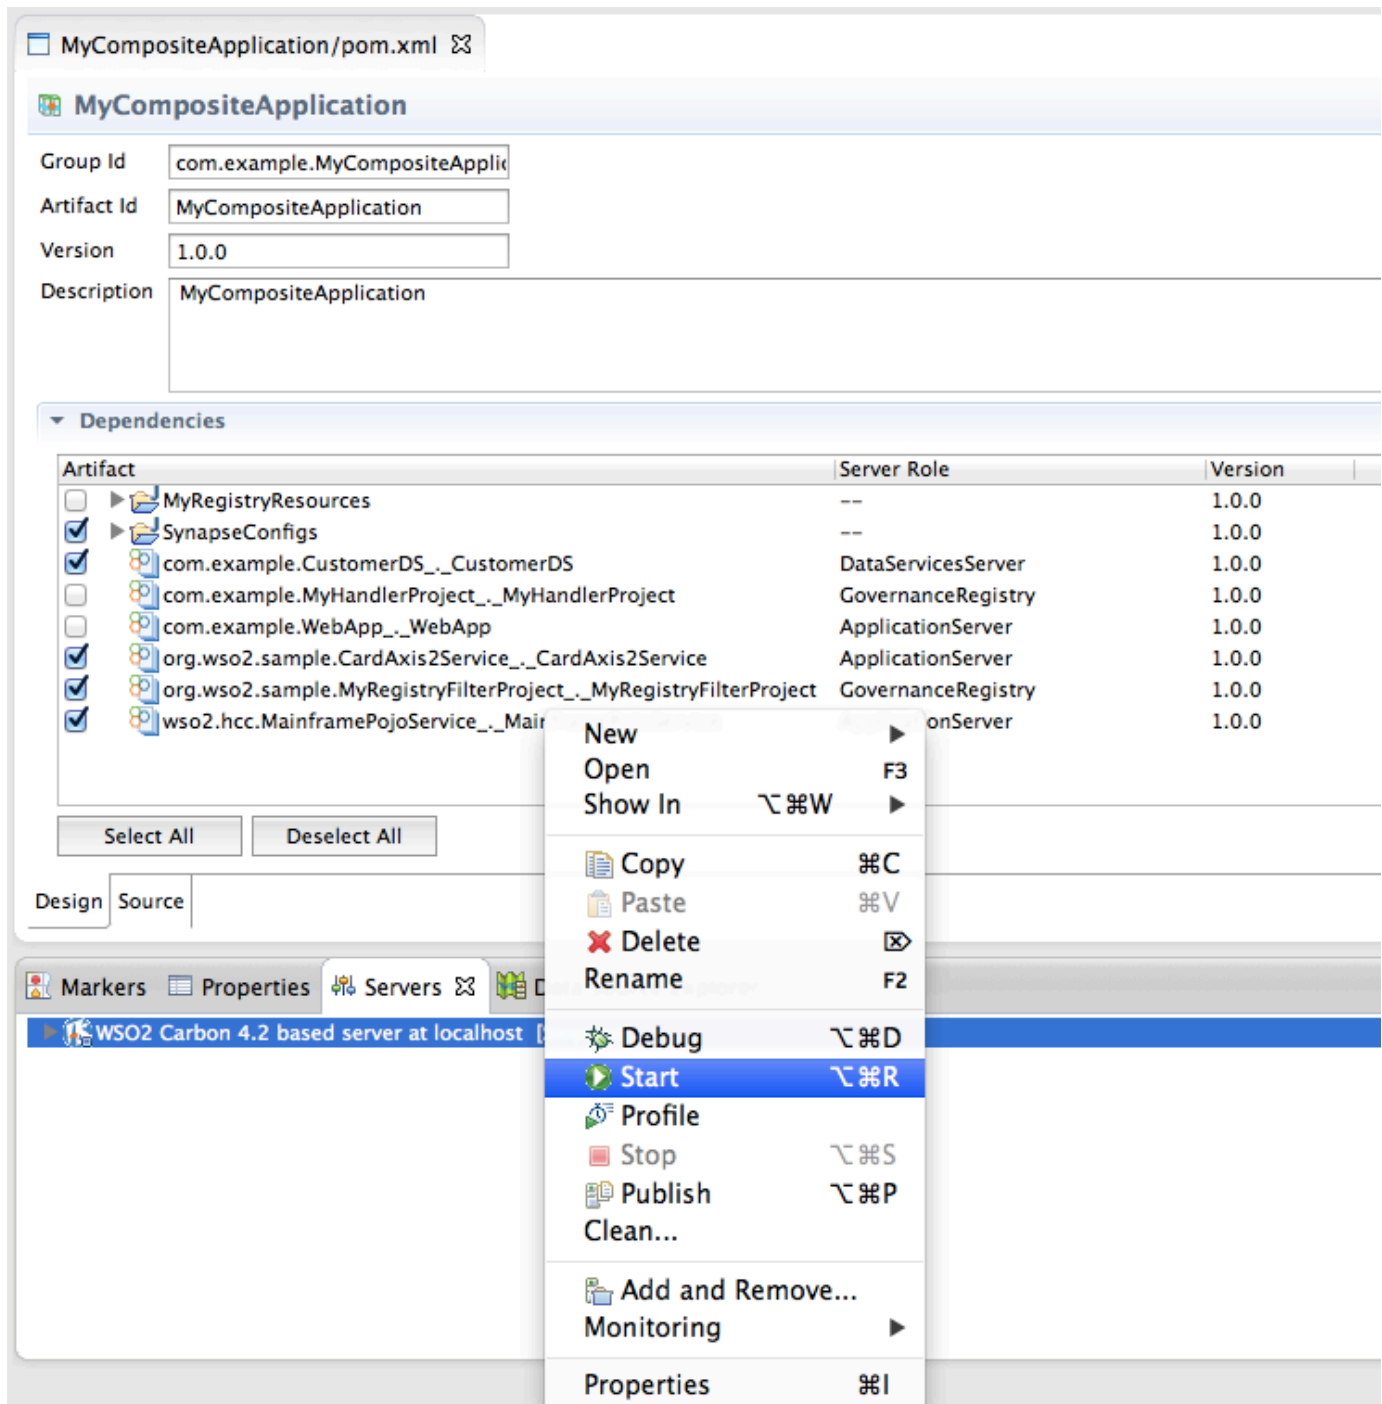 MyCompositeApplication/pom.xml
MyCompositeApplication
Group Id com.example.MyCompositeApplic
Artifact Id MyCompositeApplication
Version 1.0.0
Description MyCompositeApplication
Dependencies
Artifact Server Role Version
MyRegistryResources -- 1.0.0
SynapseConfigs -- 1.0.0
com.example.CustomerDS_._CustomerDS DataServicesServer 1.0.0
com.example.MyHandlerProject_._MyHandlerProject GovernanceRegistry 1.0.0
com.example.WebApp_._WebApp ApplicationServer 1.0.0
org.wso2.sample.CardAxis2Service_._CardAxis2Service ApplicationServer 1.0.0
org.wso2.sample.MyRegistryFilterProject_._MyRegistryFilterProject GovernanceRegistry 1.0.0
wso2.hcc.MainframePojoService_._Mai onServer 1.0.0
New
Open F3
Show In ⌥⌘W
Select All Deselect All
Copy ⌘C
Design Source
Paste ⌘V
Delete ⌦
Rename F2
Markers Properties Servers
WSO2 Carbon 4.2 based server at localhost [
Debug ⌥⌘D
Start ⌥⌘R
Profile
Stop ⌥⌘S
Publish ⌥⌘P
Clean...
Add and Remove...
Monitoring
Properties ⌘I